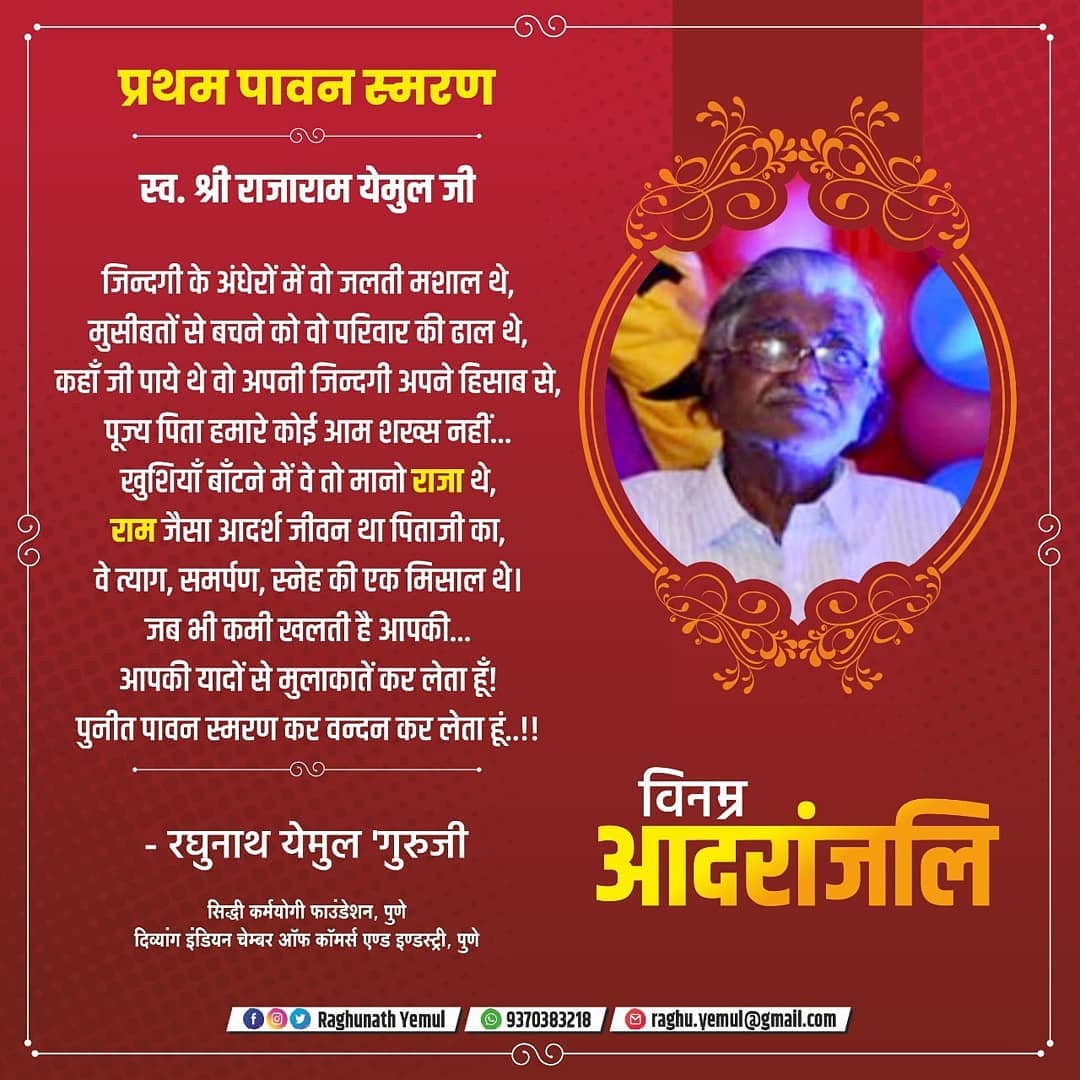 प्रथम पावन स्मरण
स्व. श्री राजाराम येमुल जी
जिन्दगी के अंधेरों में वो जलती मशाल थे,
मुसीबतों से बचने को वो परिवार की ढाल थे,
कहाँ जी पाये थे वो अपनी जिन्दगी अपने हिसाब से,
पूज्य पिता हमारे कोई आम शख्स नहीं...
खुशियाँ बाँटने में वे तो मानो राजा थे,
राम जैसा आदर्श जीवन था पिताजी का,
वे त्याग, समर्पण, स्नेह की एक मिसाल थे।
जब भी कमी खलती है आपकी...
आपकी यादों से मुलाकातें कर लेता हूँ!
पुनीत पावन स्मरण कर वन्दन कर लेता हूं..!!
- रघुनाथ येमुल 'गुरुजी
सिद्धी कर्मयोगी फाउंडेशन, पुणे
दिव्यांग इंडियन चेम्बर ऑफ कॉमर्स एण्ड इण्डस्ट्री, पुणे
विनम्र
आदरांजलि
Raghunath Yemul 9370383218 raghu.yemul@gmail.com